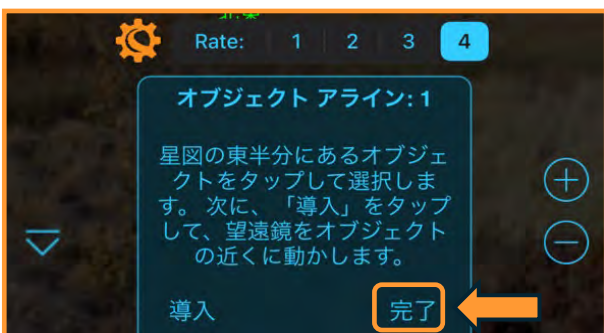 北東
Rate: 1 2 3 4
オブジェクト アライン: 1
星図の東半分にあるオブジェ
クトをタップして選択しま
す。 次に、「導入」をタップ
して、望遠鏡をオブジェクト
の近くに動かします。
導入 完了